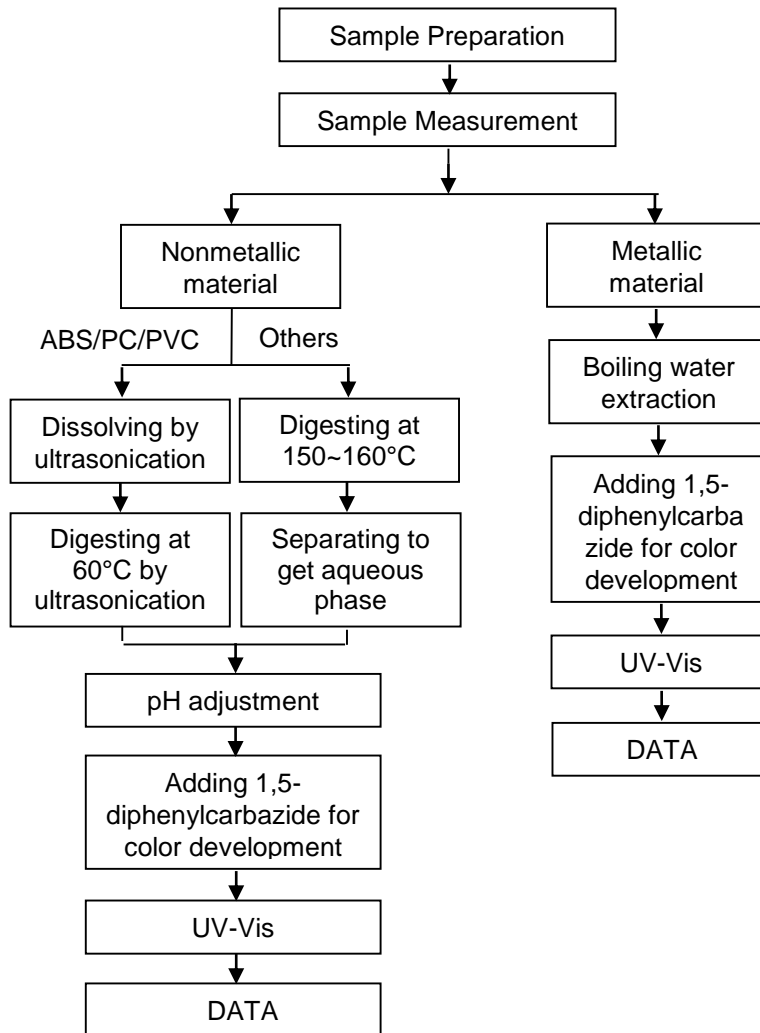 Sample Preparation
Sample Measurement
Nonmetallic
material
ABS/PC/PVC
Others
Dissolving by
ultrasonication
Digesting at
150~160°C
Digesting at
60°C by
ultrasonication
Separating to
get aqueous
phase
pH adjustment
Adding 1,5-
diphenylcarbazide for
color development
UV-Vis
DATA
Metallic
material
Boiling water
extraction
Adding 1,5-
diphenylcarba
zide for color
development
UV-Vis
DATA